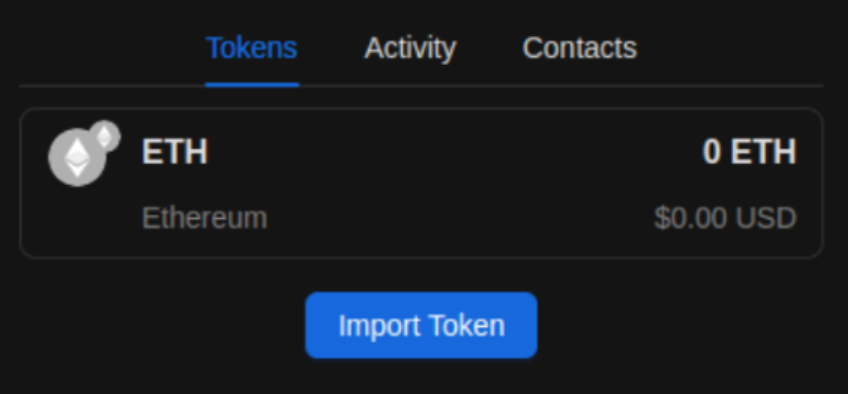 Tokens Activity Contacts
ETH 0 ETH
Ethereum $0.00 USD
Import Token